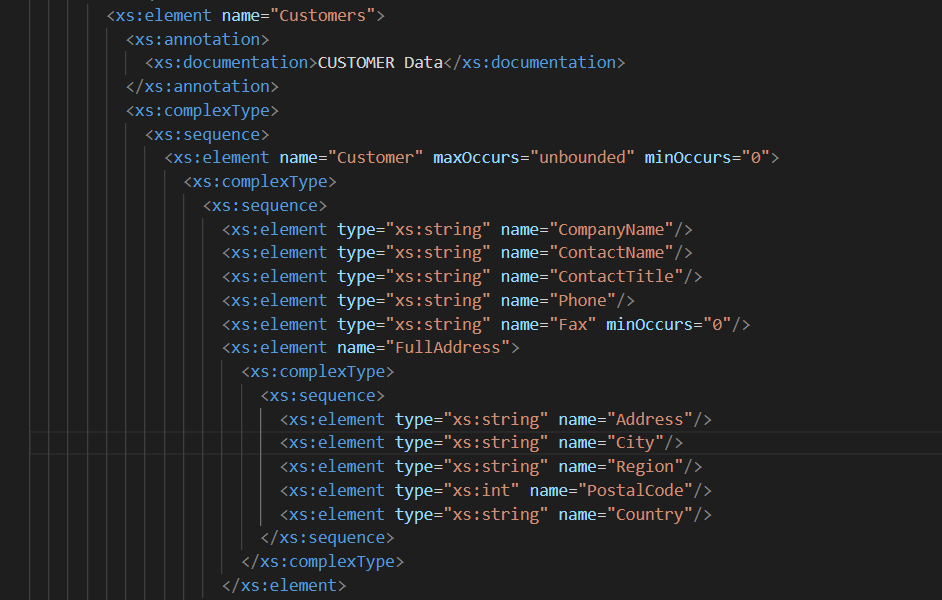 <xs:element name="Customers">
<xs:annotation>
<xs:documentation>CUSTOMER Data</xs:documentation>
</xs:annotation>
<xs:complexType>
<xs:sequence>
<xs:element name="Customer" maxOccurs="unbounded" minOccurs="0">
<xs:complexType>
<xs:sequence>
<xs:element type="xs:string" name="CompanyName"/>
<xs:element type="xs:string" name="ContactName"/>
<xs:element type="xs:string" name="ContactTitle"/>
<xs:element type="xs:string" name="Phone"/>
<xs:element type="xs:string" name="Fax" minOccurs="0"/>
<xs:element name="FullAddress">
<xs:complexType>
<xs:sequence>
<xs:element type="xs:string" name="Address"/>
<xs:element type="xs:string" name="City"/>
<xs:element type="xs:string" name="Region"/>
<xs:element type="xs:int" name="PostalCode"/>
<xs:element type="xs:string" name="Country"/>
</xs:sequence>
</xs:complexType>
</xs:element>